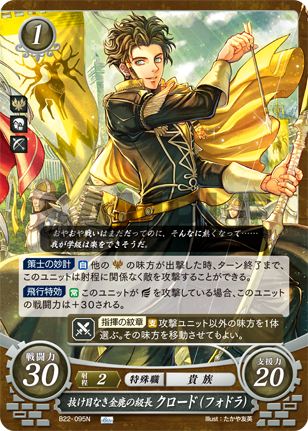 1
おやおや戦いはまだだってのに、そんなに熱くなって……
我が学級は楽をできそうだ。
策士の妙計 自 他の の味方が出撃した時、ターン終了まで、
このユニットは射程に関係なく敵を攻撃することができる。
飛行特効 常 このユニットが を攻撃している場合、このユニット
の戦闘力は+30される。
指揮の紋章 支 攻撃ユニット以外の味方を1体
選ぶ。その味方を移動させてもよい。
戦闘力
30
射程 2 特殊職 貴族
支援力
20
抜け目なき金鹿の級長 クロード(フォドラ)
B22-095N
Illust:たかや友英